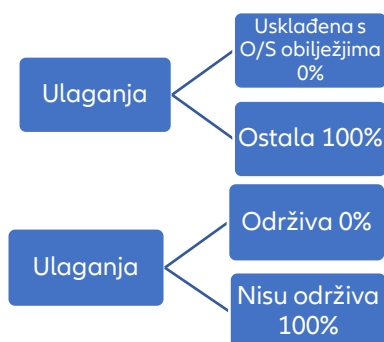 Ulaganja
Usklađena s
O/S obilježjima
0%
Ostala 100%
Ulaganja
Održiva 0%
Nisu održiva
100%